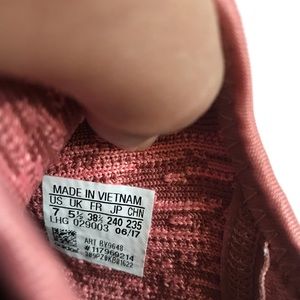 MADE IN VIETNAM
US UK FR JP CHN
7 5½ 38⅔ 240 235
LHG 029003 06/17
ART BY9648
#117969214